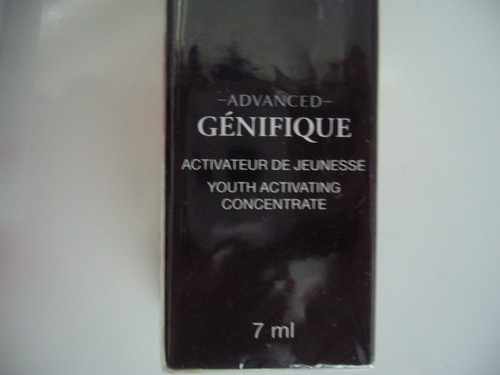 -ADVANCED-
GÉNIFIQUE
ACTIVATEUR DE JEUNESSE
YOUTH ACTIVATING
CONCENTRATE
7 ml